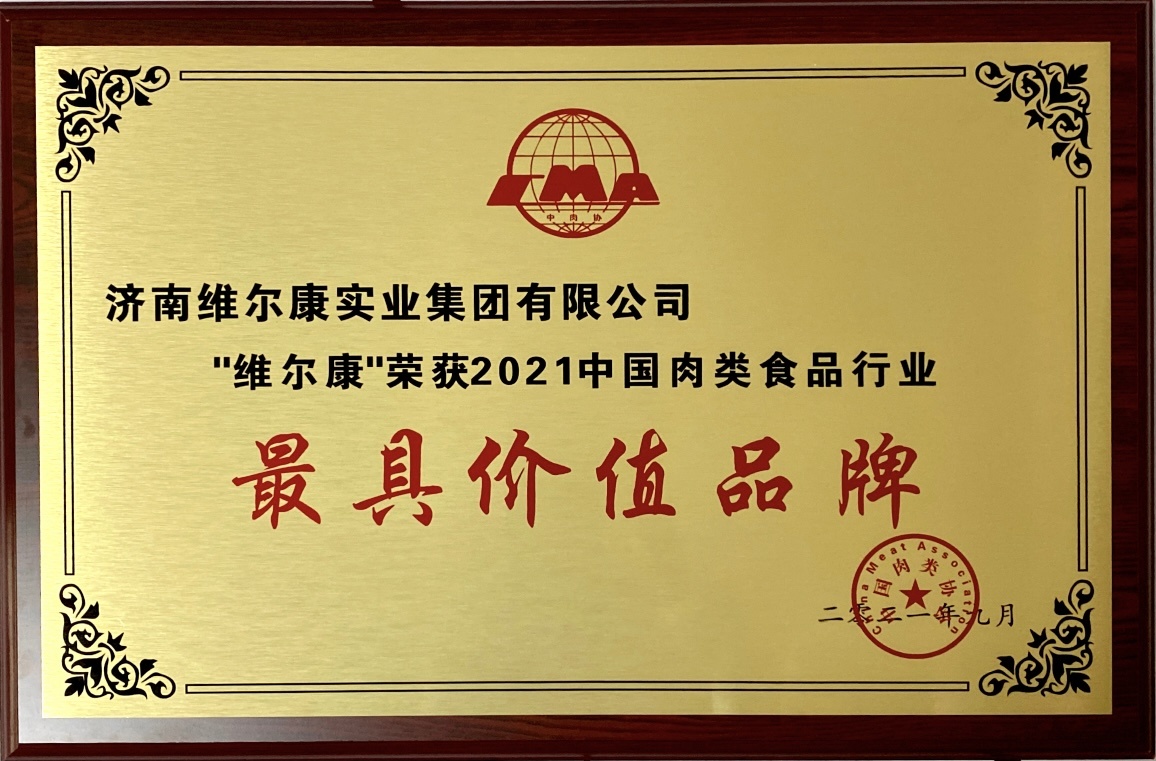 CMA
中肉协
济南维尔康实业集团有限公司
"维尔康"荣获2021中国肉类食品行业
最具价值品牌
China Meat Association
中国肉类协会
二零二一年九月